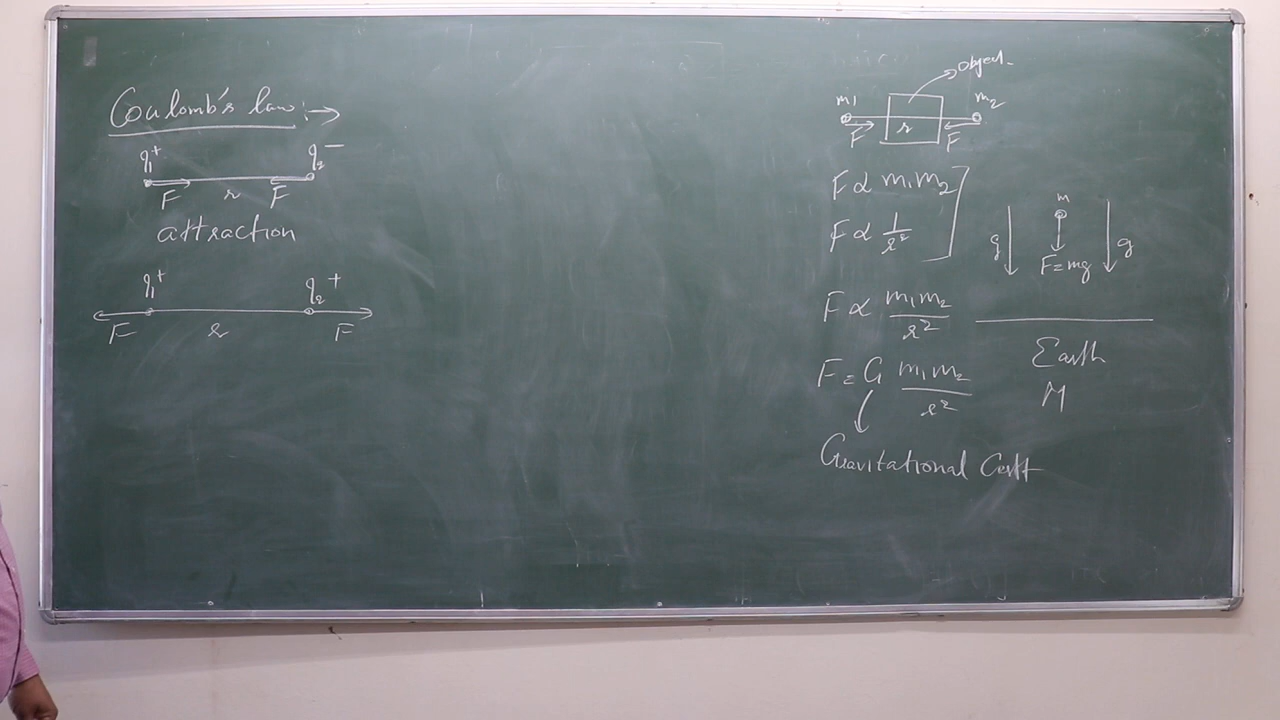 Coulomb's law :→
q₁⁺ q₂⁻
F r F
attraction
q₁⁺ q₂⁺
F r F
object
m₁ m₂
F r F
F ∝ m₁m₂
F ∝ 1/r²
F ∝ m₁m₂/r²
F = G m₁m₂/r²
Gravitational Cstt
m
g F=mg g
Earth
M